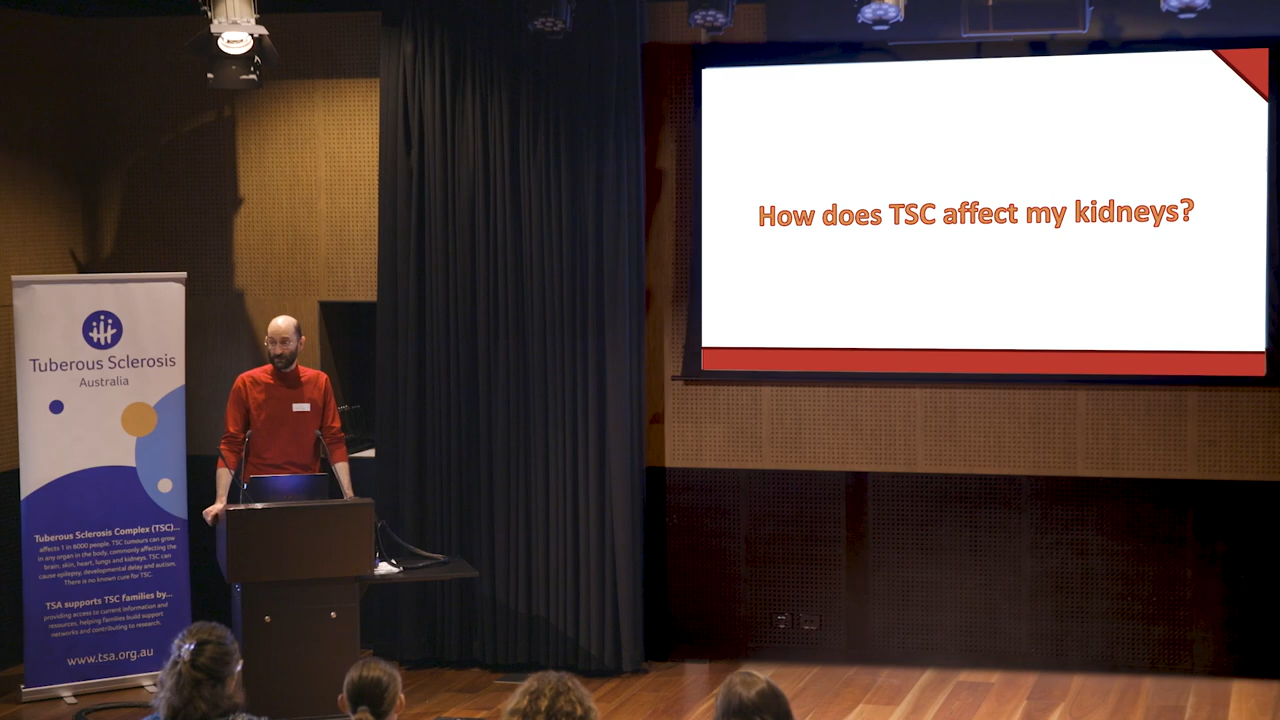 How does TSC affect my kidneys?
Tuberous Sclerosis
Australia
Tuberous Sclerosis Complex (TSC)...
affects 1 in 6000 people. TSC tumours can grow
in any organ in the body, commonly affecting the
brain, skin, heart, lungs and kidneys. TSC can
cause epilepsy, developmental delay and autism.
There is no known cure for TSC.
TSA supports TSC families by...
providing access to current information and
resources, helping families build support
networks and contributing to research.
www.tsa.org.au